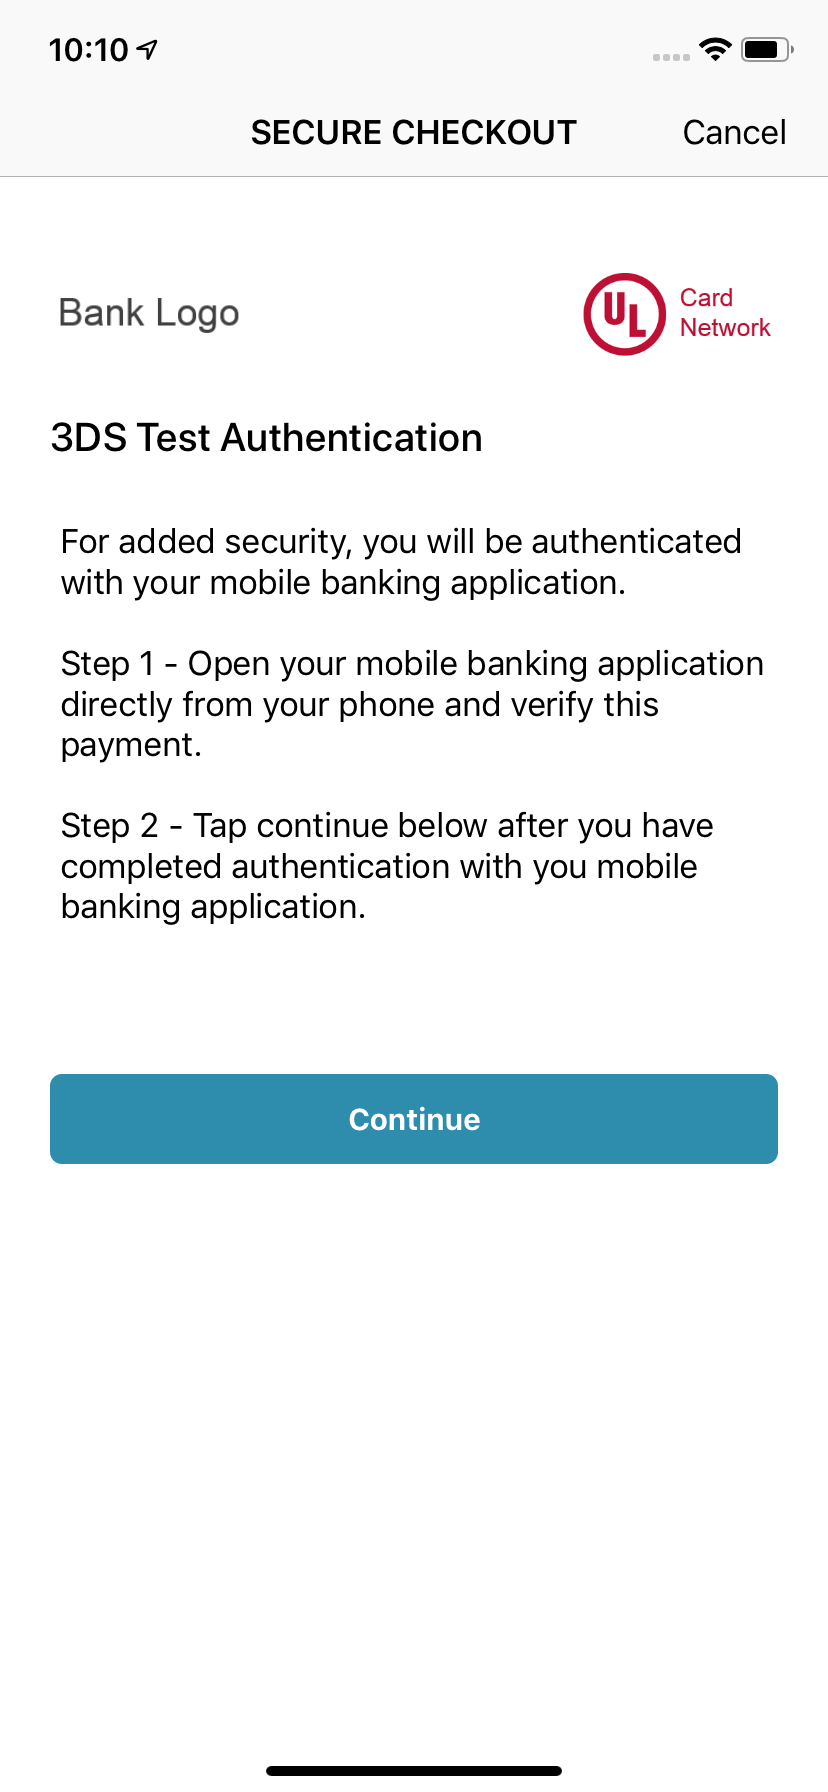 10:10
SECURE CHECKOUT
Cancel
Bank Logo
UL
Card
Network
3DS Test Authentication
For added security, you will be authenticated
with your mobile banking application.
Step 1 - Open your mobile banking application
directly from your phone and verify this
payment.
Step 2 - Tap continue below after you have
completed authentication with you mobile
banking application.
Continue